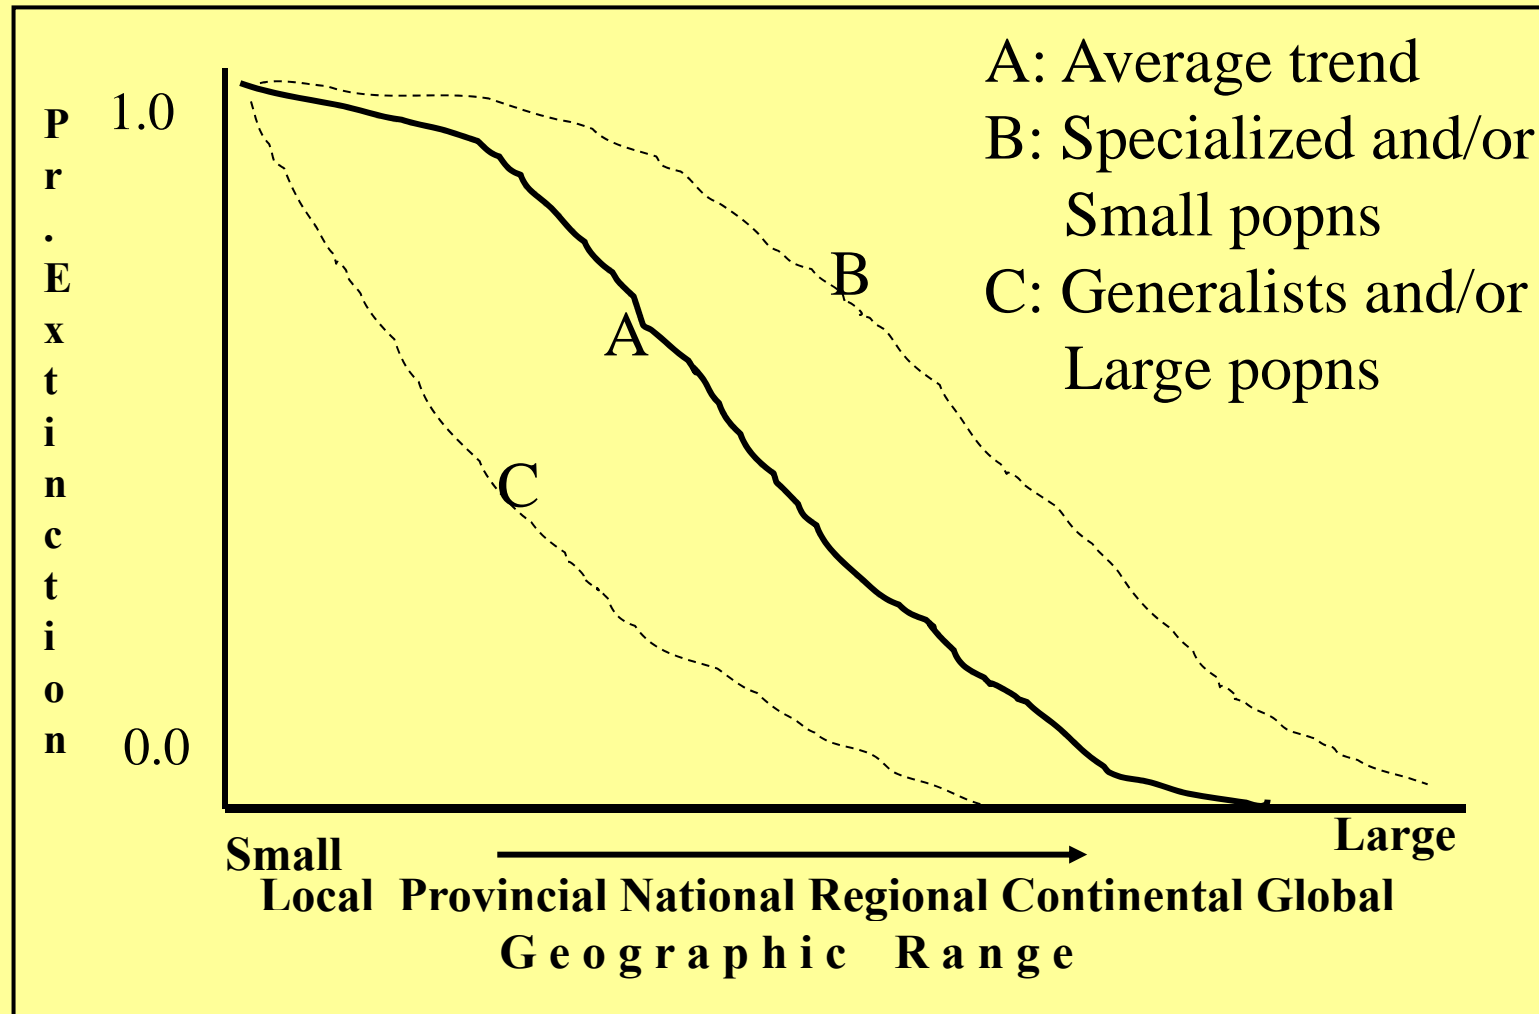 A: Average trend
B: Specialized and/or
Small popns
C: Generalists and/or
Large popns
Pr. Extinction
1.0
0.0
A
B
C
Small
Large
Local Provincial National Regional Continental Global
Geographic Range